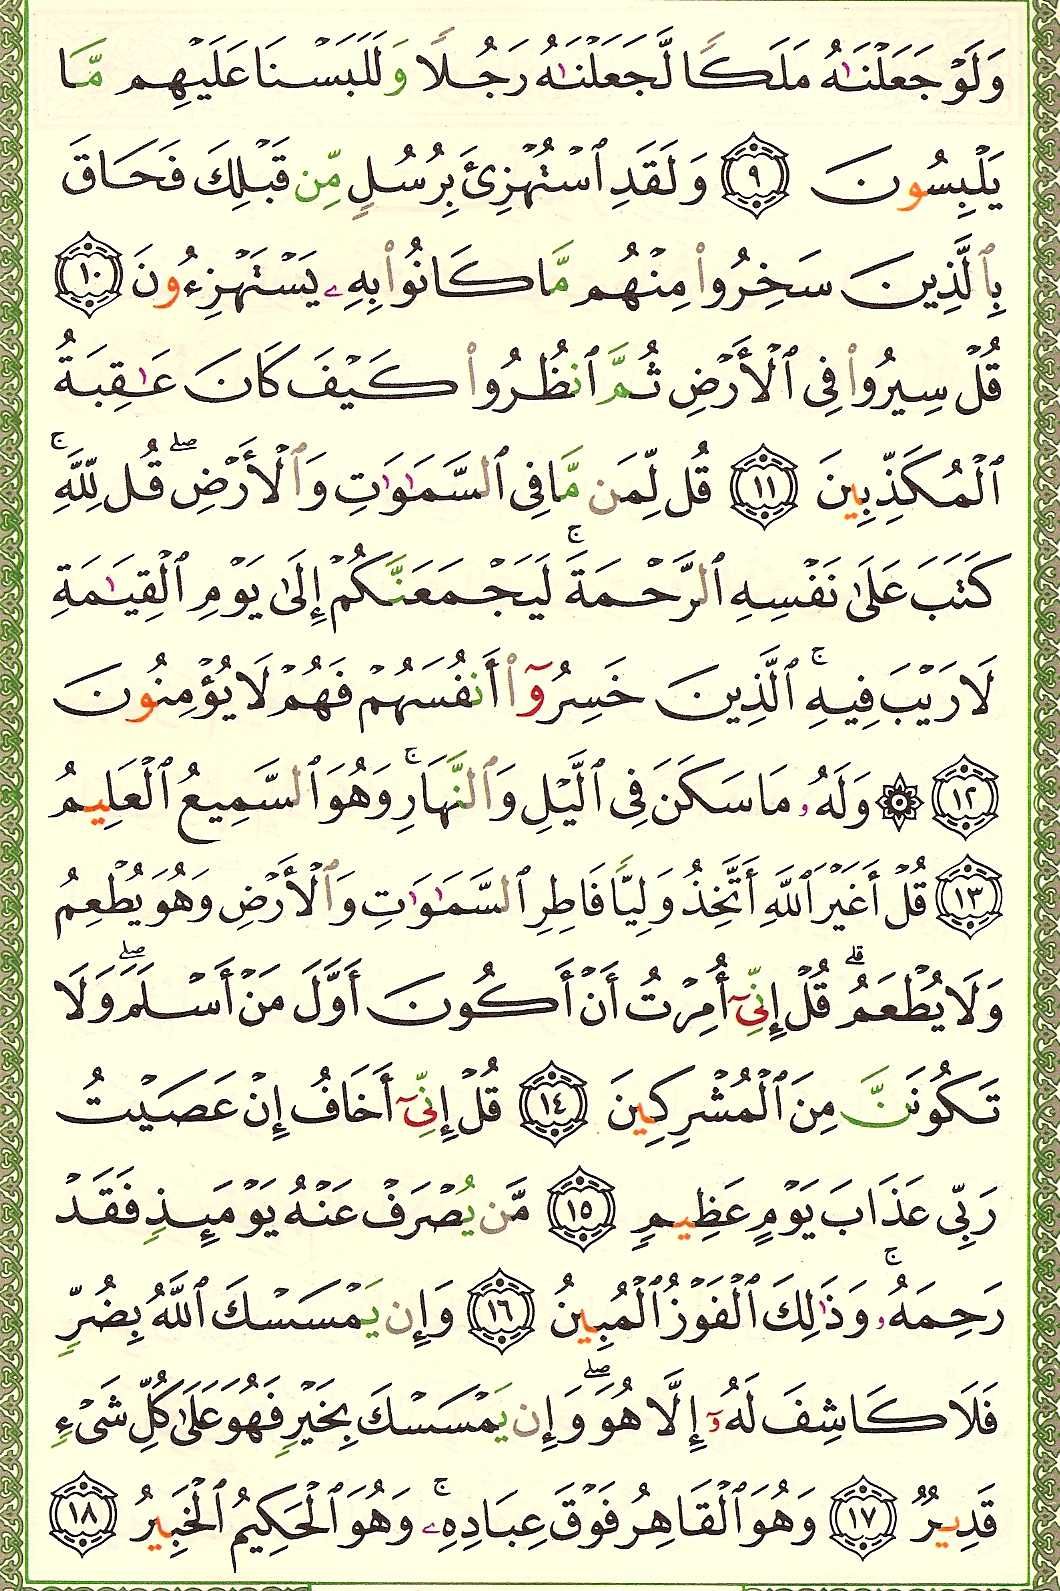 وَلَوْ جَعَلْنَٰهُ مَلَكًا لَّجَعَلْنَٰهُ رَجُلًا وَلَلَبَسْنَا عَلَيْهِم مَّا
يَلْبِسُونَ ٩ وَلَقَدِ ٱسْتُهْزِئَ بِرُسُلٍ مِّن قَبْلِكَ فَحَاقَ
بِٱلَّذِينَ سَخِرُوا۟ مِنْهُم مَّا كَانُوا۟ بِهِۦ يَسْتَهْزِءُونَ ١٠
قُلْ سِيرُوا۟ فِى ٱلْأَرْضِ ثُمَّ ٱنظُرُوا۟ كَيْفَ كَانَ عَٰقِبَةُ
ٱلْمُكَذِّبِينَ ١١ قُل لِّمَن مَّا فِى ٱلسَّمَٰوَٰتِ وَٱلْأَرْضِ ۖ قُل لِّلَّهِ ۚ
كَتَبَ عَلَىٰ نَفْسِهِ ٱلرَّحْمَةَ ۚ لَيَجْمَعَنَّكُمْ إِلَىٰ يَوْمِ ٱلْقِيَٰمَةِ
لَا رَيْبَ فِيهِ ۚ ٱلَّذِينَ خَسِرُوٓا۟ أَنفُسَهُمْ فَهُمْ لَا يُؤْمِنُونَ
١٢ ۞ وَلَهُۥ مَا سَكَنَ فِى ٱلَّيْلِ وَٱلنَّهَارِ ۚ وَهُوَ ٱلسَّمِيعُ ٱلْعَلِيمُ
١٣ قُلْ أَغَيْرَ ٱللَّهِ أَتَّخِذُ وَلِيًّا فَاطِرِ ٱلسَّمَٰوَٰتِ وَٱلْأَرْضِ وَهُوَ يُطْعِمُ
وَلَا يُطْعَمُ ۗ قُلْ إِنِّىٓ أُمِرْتُ أَنْ أَكُونَ أَوَّلَ مَنْ أَسْلَمَ ۖ وَلَا
تَكُونَنَّ مِنَ ٱلْمُشْرِكِينَ ١٤ قُلْ إِنِّىٓ أَخَافُ إِنْ عَصَيْتُ
رَبِّى عَذَابَ يَوْمٍ عَظِيمٍ ١٥ مَّن يُصْرَفْ عَنْهُ يَوْمَئِذٍ فَقَدْ
رَحِمَهُۥ ۚ وَذَٰلِكَ ٱلْفَوْزُ ٱلْمُبِينُ ١٦ وَإِن يَمْسَسْكَ ٱللَّهُ بِضُرٍّ
فَلَا كَاشِفَ لَهُۥٓ إِلَّا هُوَ ۖ وَإِن يَمْسَسْكَ بِخَيْرٍ فَهُوَ عَلَىٰ كُلِّ شَىْءٍ
قَدِيرٌ ١٧ وَهُوَ ٱلْقَاهِرُ فَوْقَ عِبَادِهِۦ ۚ وَهُوَ ٱلْحَكِيمُ ٱلْخَبِيرُ ١٨